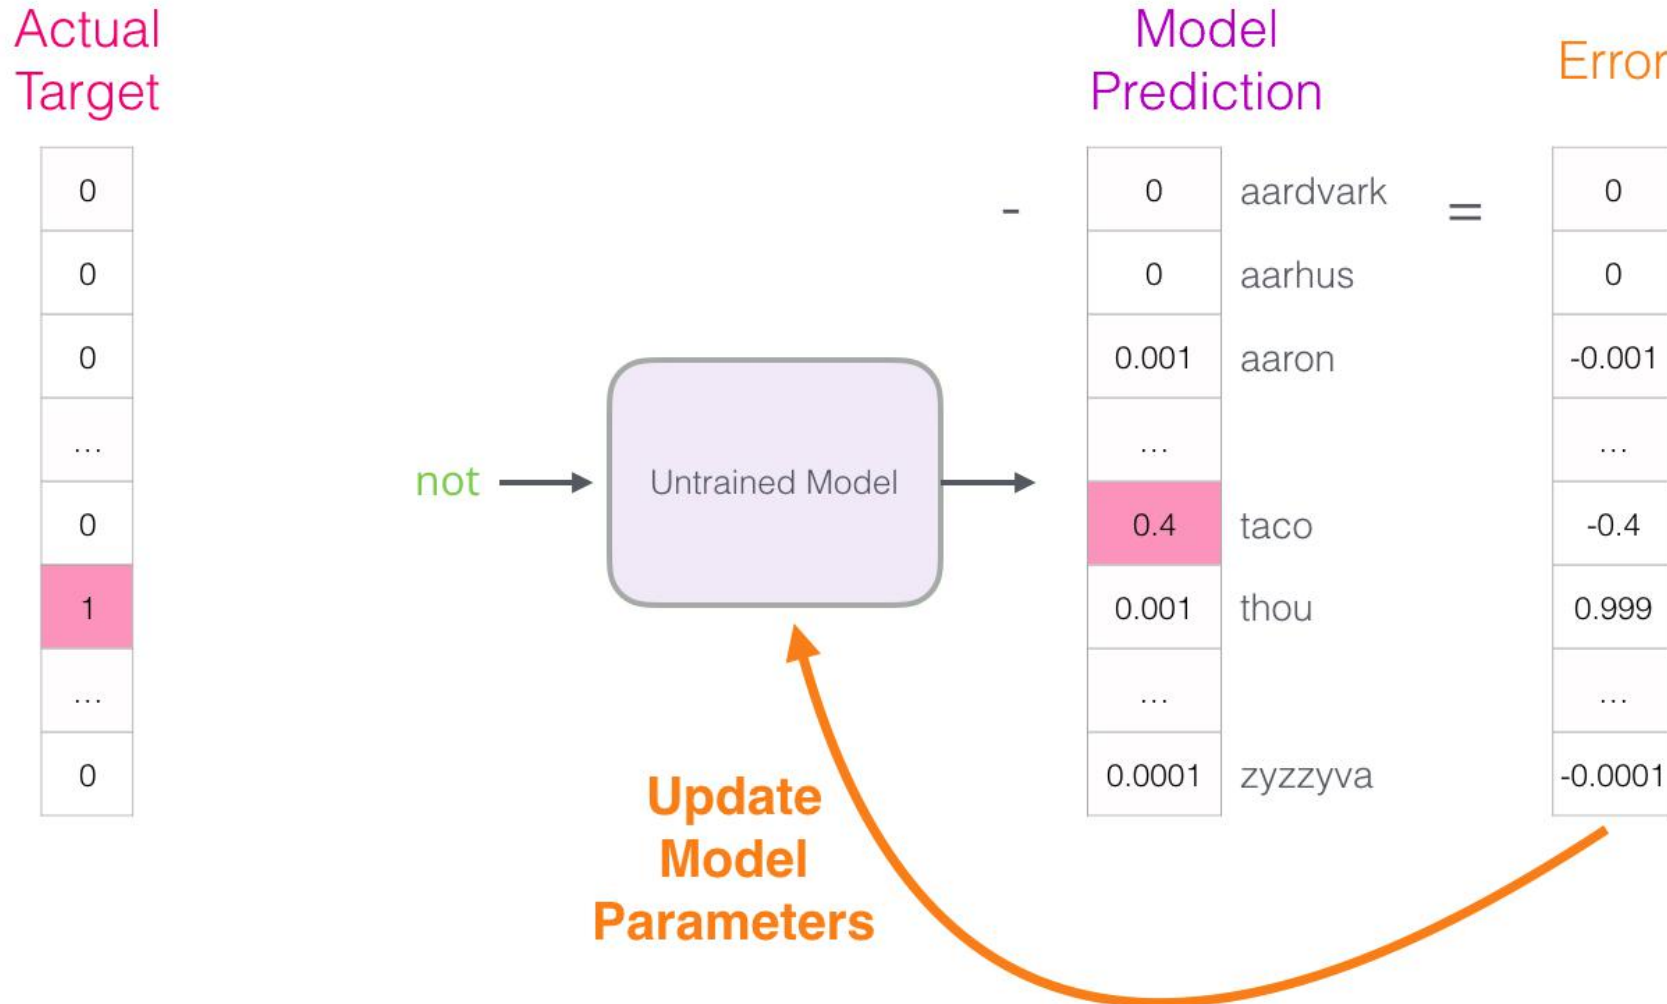 Actual
Target
Model
Prediction
Error
0
-
0 aardvark
=
0
0
0 aarhus
0
0
0.001 aaron
-0.001
...
...
...
not
Untrained Model
0
0.4 taco
-0.4
1
0.001 thou
0.999
...
...
...
0
0.0001 zyzzyva
-0.0001
Update
Model
Parameters